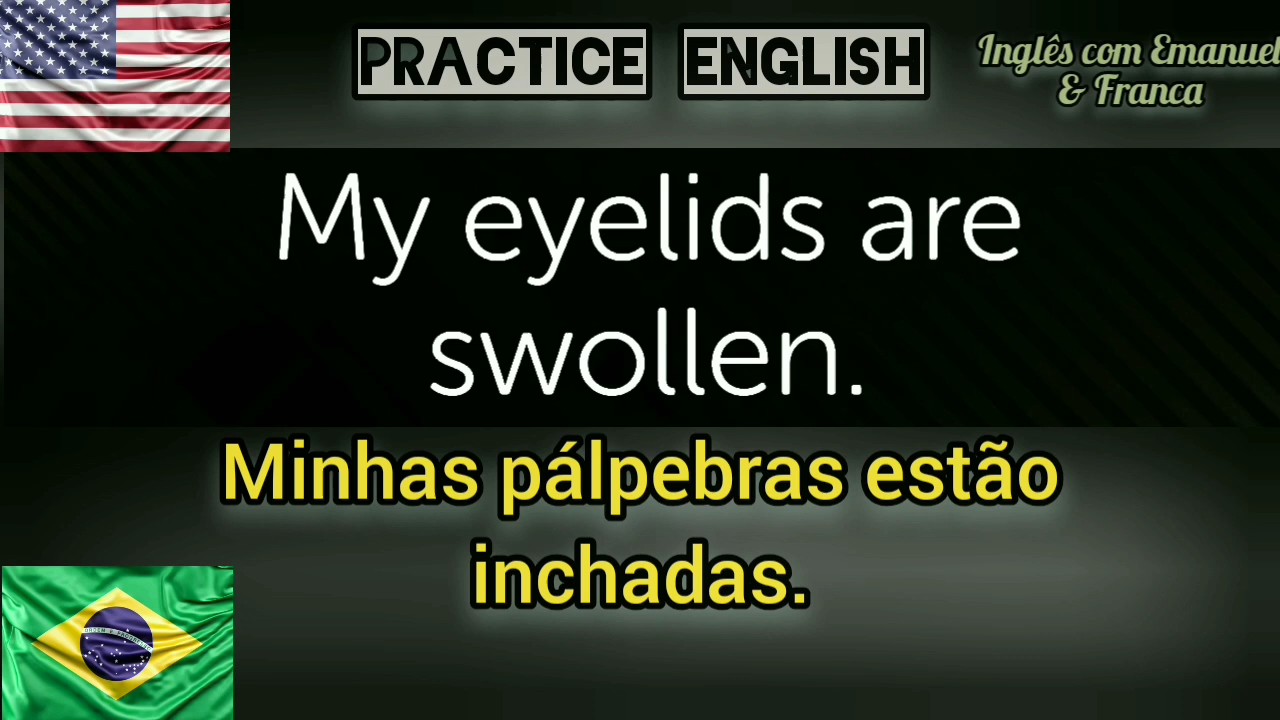 PRACTICE ENGLISH
Inglês com Emanuel
& Franca
My eyelids are
swollen.
Minhas pálpebras estão
inchadas.